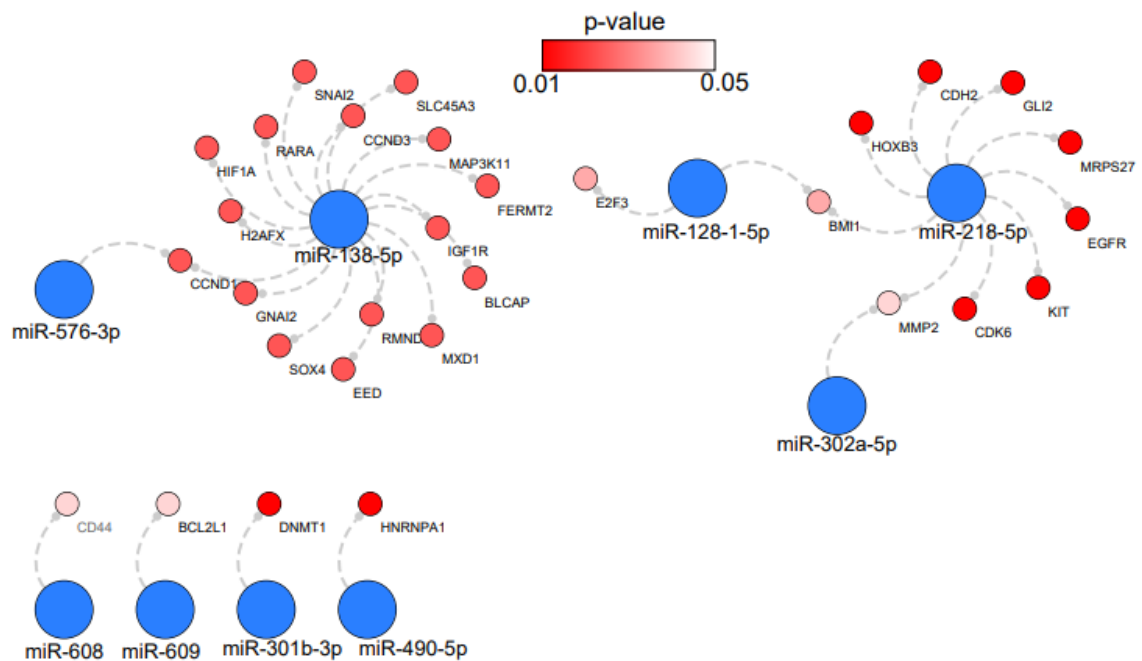 p-value
0.01
0.05
SNAI2
SLC45A3
CCND3
RARA
MAP3K11
HIF1A
FERMT2
H2AFX
miR-138-5p
IGF1R
BLCAP
CCND1
GNAI2
miR-576-3p
RMND
MXD1
SOX4
EED
CDH2
GLI2
HOXB3
MRPS27
E2F3
BMI1
miR-128-1-5p
miR-218-5p
EGFR
KIT
MMP2
CDK6
miR-302a-5p
CD44
BCL2L1
DNMT1
HNRNPA1
miR-608
miR-609
miR-301b-3p
miR-490-5p